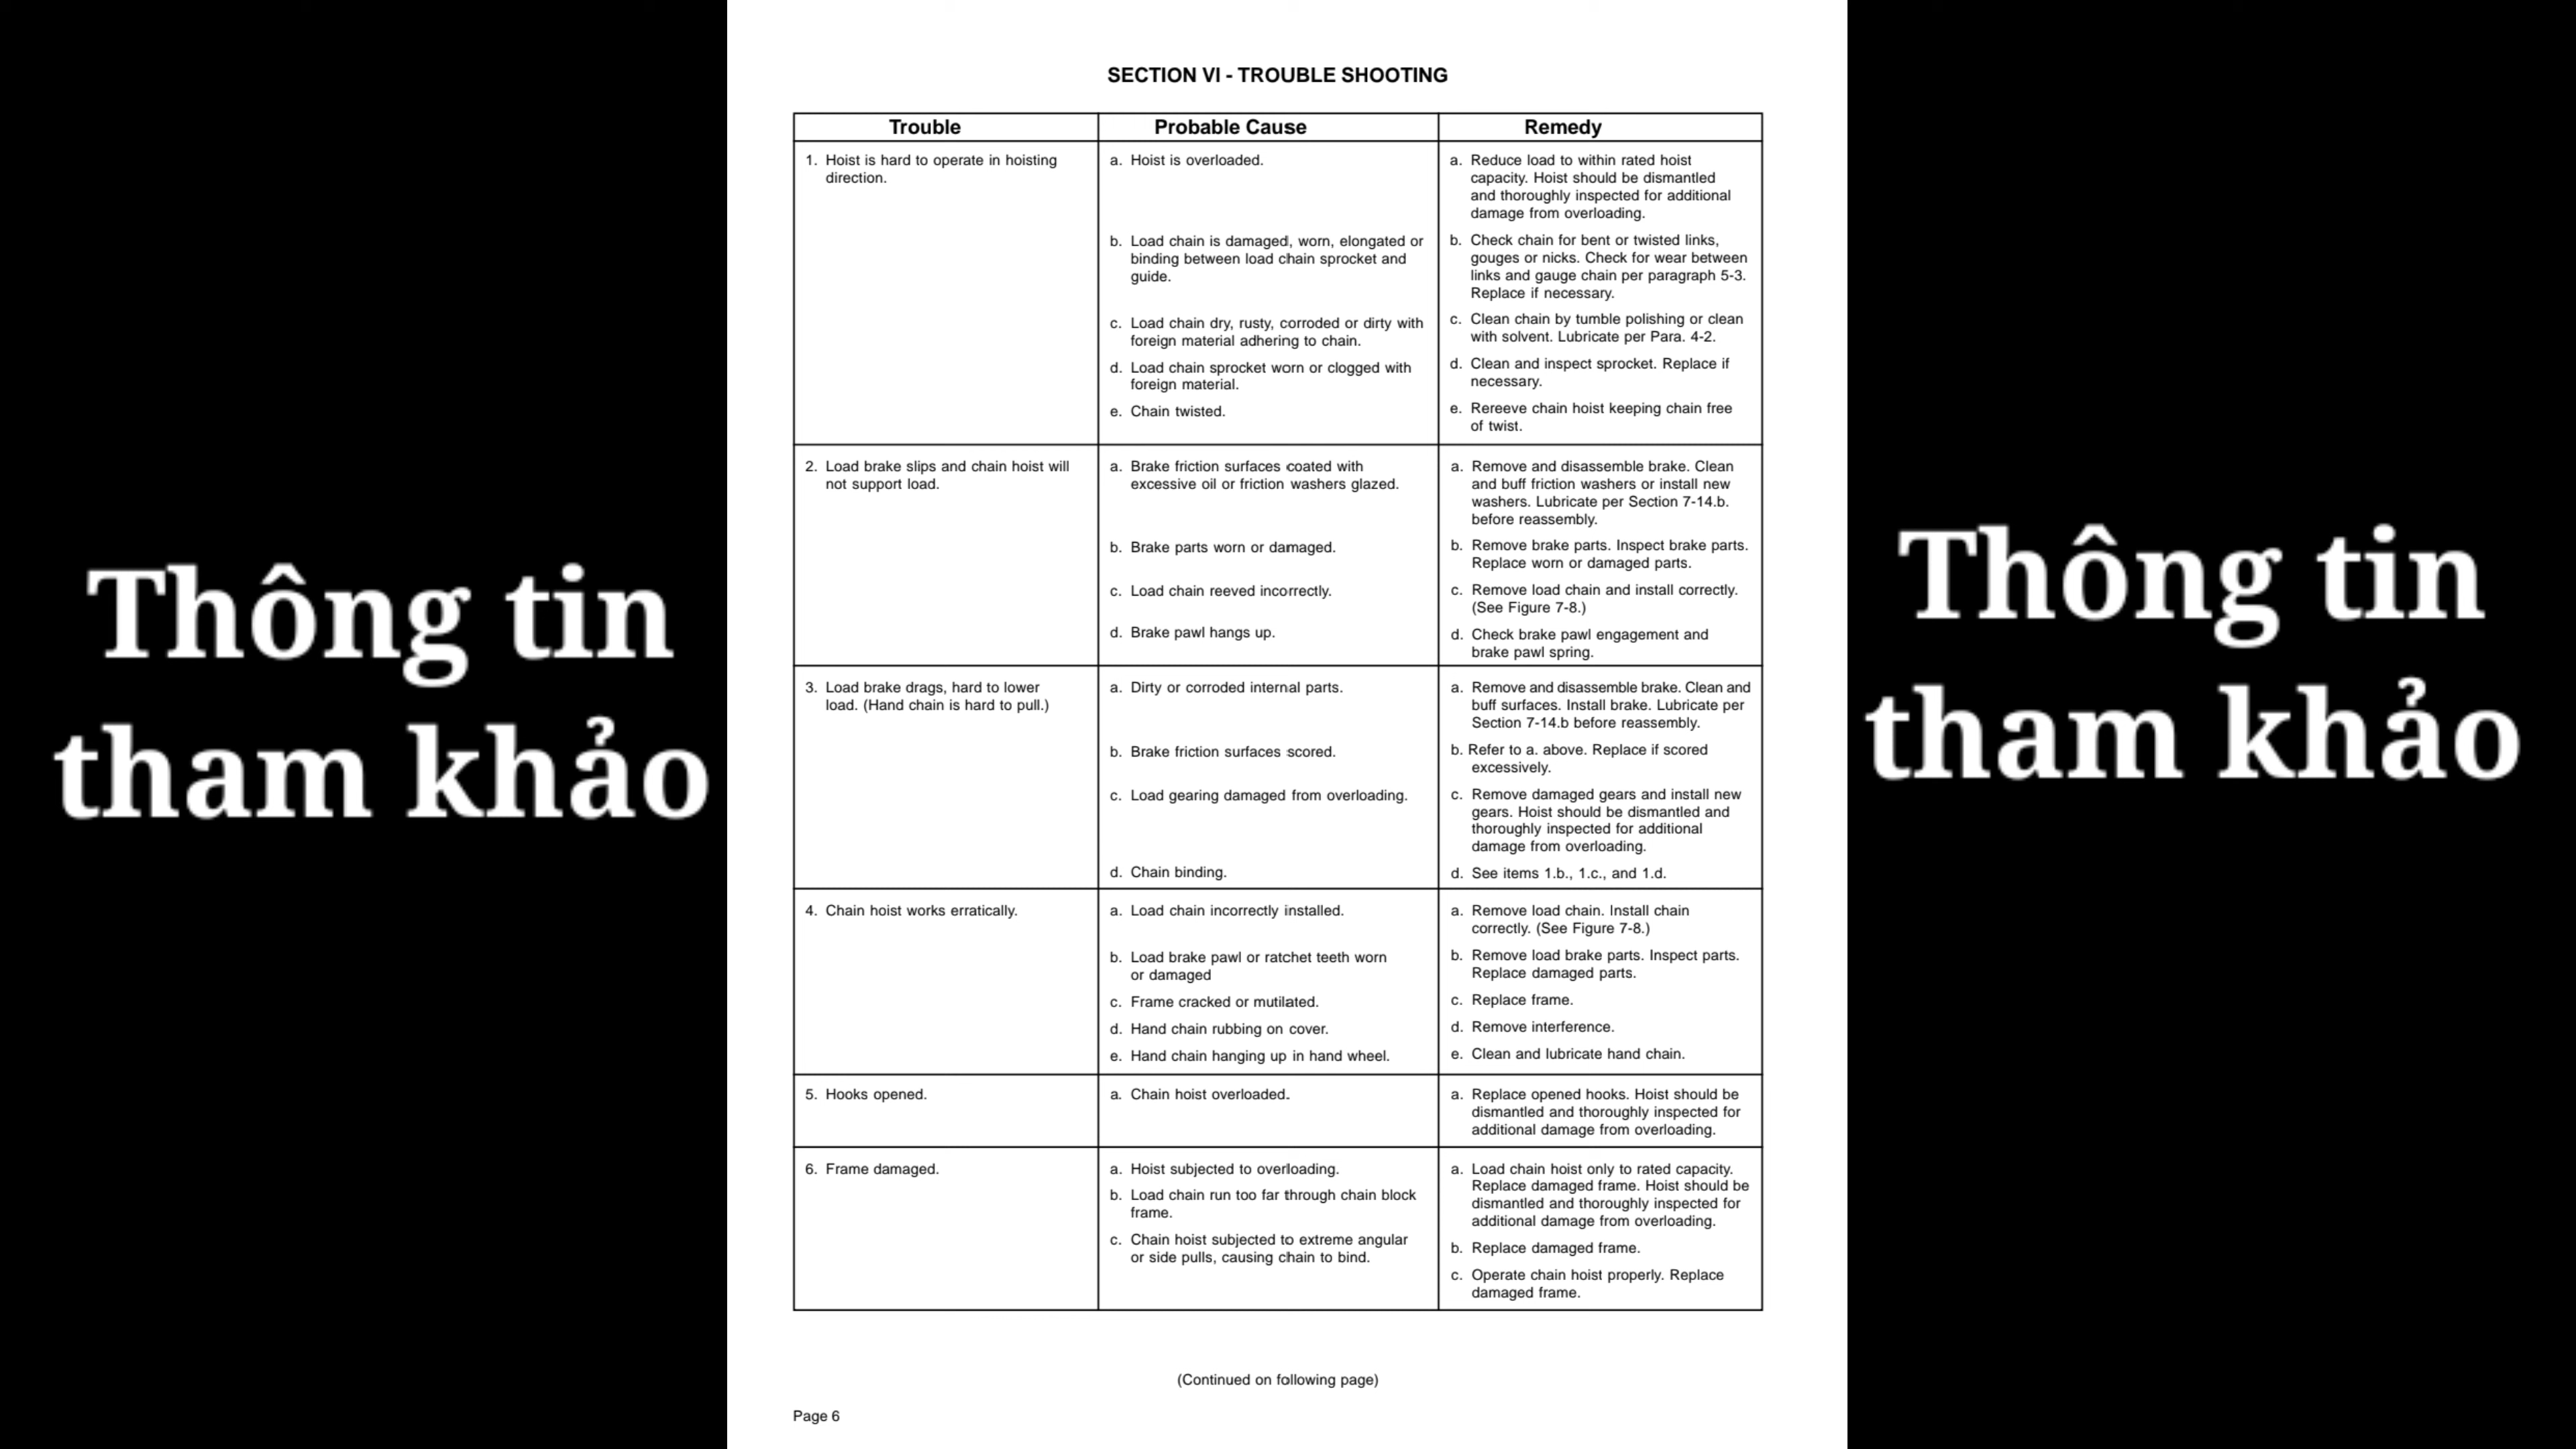 Thông tin
tham khảo
SECTION VI - TROUBLE SHOOTING
Trouble
Probable Cause
Remedy
1. Hoist is hard to operate in hoisting
direction.
a. Hoist is overloaded.
a. Reduce load to within rated hoist
capacity. Hoist should be dismantled
and thoroughly inspected for additional
damage from overloading.
b. Load chain is damaged, worn, elongated or
binding between load chain sprocket and
guide.
b. Check chain for bent or twisted links,
gouges or nicks. Check for wear between
links and gauge chain per paragraph 5-3.
Replace if necessary.
c. Load chain dry, rusty, corroded or dirty with
foreign material adhering to chain.
c. Clean chain by tumble polishing or clean
with solvent. Lubricate per Para. 4-2.
d. Load chain sprocket worn or clogged with
foreign material.
d. Clean and inspect sprocket. Replace if
necessary.
e. Chain twisted.
e. Rereeve chain hoist keeping chain free
of twist.
2. Load brake slips and chain hoist will
not support load.
a. Brake friction surfaces coated with
excessive oil or friction washers glazed.
a. Remove and disassemble brake. Clean
and buff friction washers or install new
washers. Lubricate per Section 7-14.b.
before reassembly.
b. Brake parts worn or damaged.
b. Remove brake parts. Inspect brake parts.
Replace worn or damaged parts.
c. Load chain reeved incorrectly.
c. Remove load chain and install correctly.
(See Figure 7-8.)
d. Brake pawl hangs up.
d. Check brake pawl engagement and
brake pawl spring.
3. Load brake drags, hard to lower
load. (Hand chain is hard to pull.)
a. Dirty or corroded internal parts.
a. Remove and disassemble brake. Clean and
buff surfaces. Install brake. Lubricate per
Section 7-14.b before reassembly.
b. Brake friction surfaces scored.
b. Refer to a. above. Replace if scored
excessively.
c. Load gearing damaged from overloading.
c. Remove damaged gears and install new
gears. Hoist should be dismantled and
thoroughly inspected for additional
damage from overloading.
d. Chain binding.
d. See items 1.b., 1.c., and 1.d.
4. Chain hoist works erratically.
a. Load chain incorrectly installed.
a. Remove load chain. Install chain
correctly. (See Figure 7-8.)
b. Load brake pawl or ratchet teeth worn
or damaged
b. Remove load brake parts. Inspect parts.
Replace damaged parts.
c. Frame cracked or mutilated.
c. Replace frame.
d. Hand chain rubbing on cover.
d. Remove interference.
e. Hand chain hanging up in hand wheel.
e. Clean and lubricate hand chain.
5. Hooks opened.
a. Chain hoist overloaded.
a. Replace opened hooks. Hoist should be
dismantled and thoroughly inspected for
additional damage from overloading.
6. Frame damaged.
a. Hoist subjected to overloading.
a. Load chain hoist only to rated capacity.
Replace damaged frame. Hoist should be
dismantled and thoroughly inspected for
additional damage from overloading.
b. Load chain run too far through chain block
frame.
b. Replace damaged frame.
c. Chain hoist subjected to extreme angular
or side pulls, causing chain to bind.
c. Operate chain hoist properly. Replace
damaged frame.
(Continued on following page)
Page 6
Thông tin
tham khảo